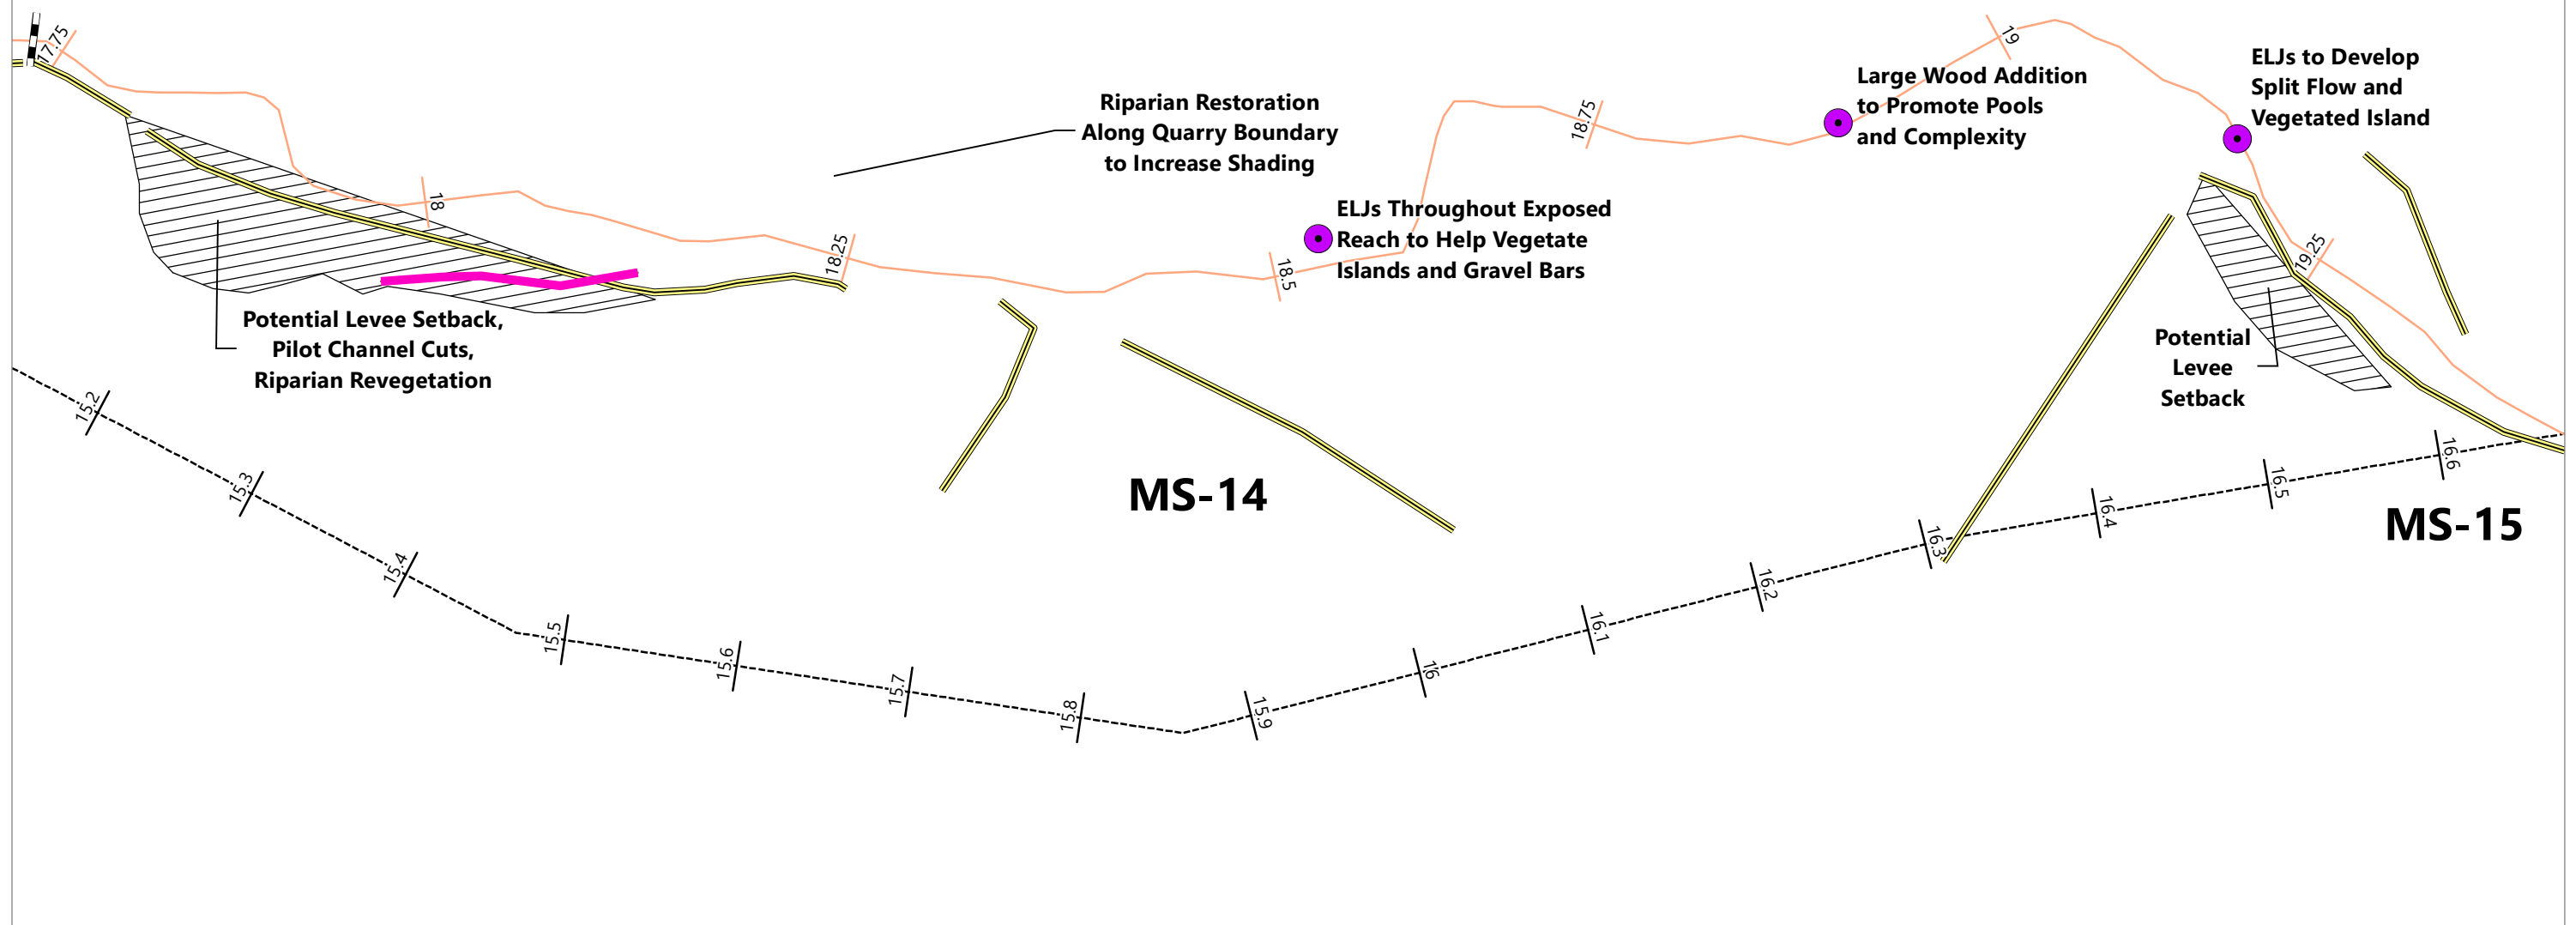 17.75
18
18.25
18.5
18.75
19
19.25
Riparian Restoration
Along Quarry Boundary
to Increase Shading
ELJs Throughout Exposed
Reach to Help Vegetate
Islands and Gravel Bars
Large Wood Addition
to Promote Pools
and Complexity
ELJs to Develop
Split Flow and
Vegetated Island
Potential Levee Setback,
Pilot Channel Cuts,
Riparian Revegetation
Potential
Levee
Setback
MS-14
MS-15
15.2
15.3
15.4
15.5
15.6
15.7
15.8
15.9
16
16.1
16.2
16.3
16.4
16.5
16.6